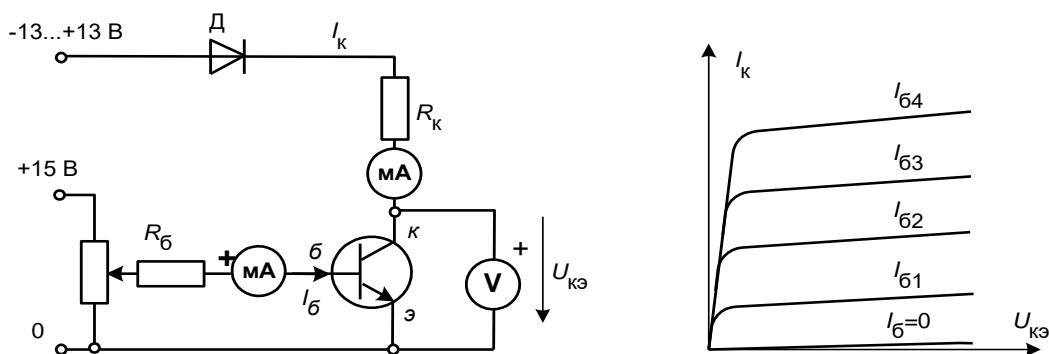 -13...+13 В
Д
Iк
Rк
мА
+15 В
Rб
+
мА
б
Iб
к
э
V
+
Uкэ
0
Iк
Iб4
Iб3
Iб2
Iб1
Iб=0
Uкэ